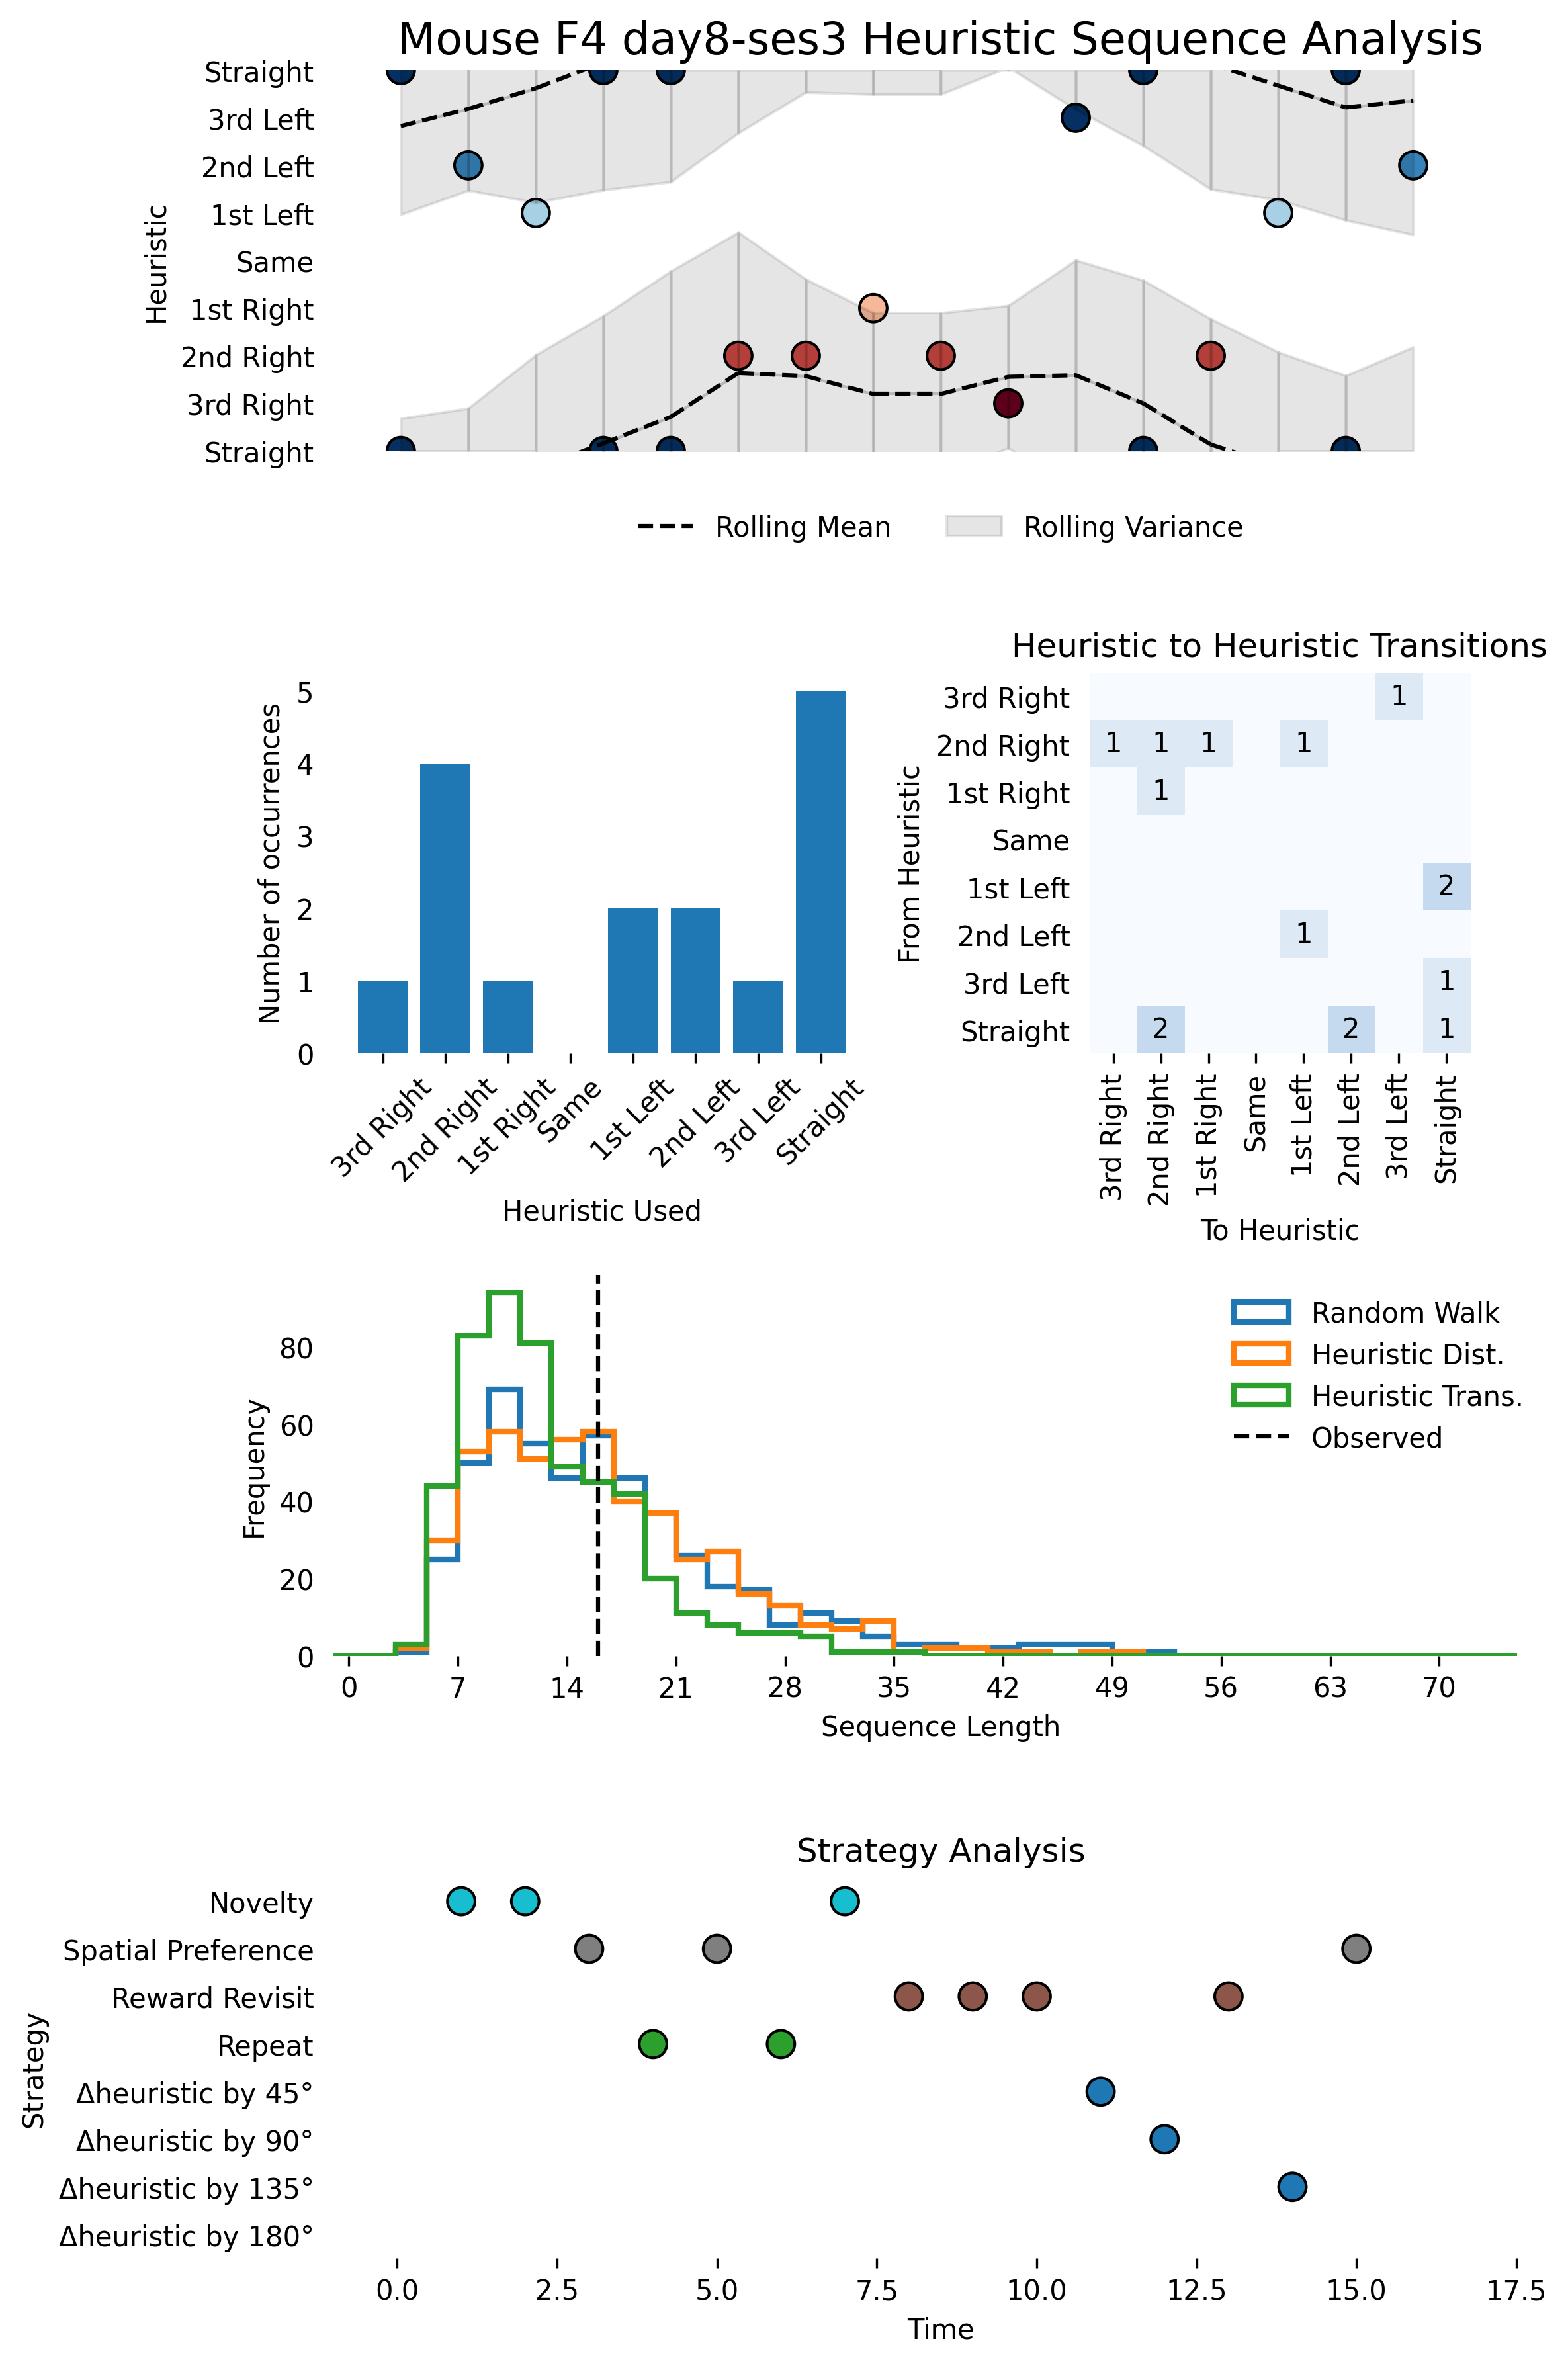 Mouse F4 day8-ses3 Heuristic Sequence Analysis
Straight
3rd Left
2nd Left
1st Left
Same
1st Right
2nd Right
3rd Right
Straight
Heuristic
Rolling Mean
Rolling Variance
5
4
3
2
1
0
Number of occurrences
3rd Right
2nd Right
1st Right
Same
1st Left
2nd Left
3rd Left
Straight
Heuristic Used
Heuristic to Heuristic Transitions
From Heuristic
3rd Right 1
2nd Right 1 1 1 1
1st Right 1
Same
1st Left 2
2nd Left 1
3rd Left 1
Straight 2 2 1
3rd Right
2nd Right
1st Right
Same
1st Left
2nd Left
3rd Left
Straight
To Heuristic
Random Walk
Heuristic Dist.
Heuristic Trans.
Observed
80
60
40
20
0
Frequency
0 7 14 21 28 35 42 49 56 63 70
Sequence Length
Strategy Analysis
Novelty
Spatial Preference
Reward Revisit
Repeat
Δheuristic by 45°
Δheuristic by 90°
Δheuristic by 135°
Δheuristic by 180°
Strategy
0.0 2.5 5.0 7.5 10.0 12.5 15.0 17.5
Time